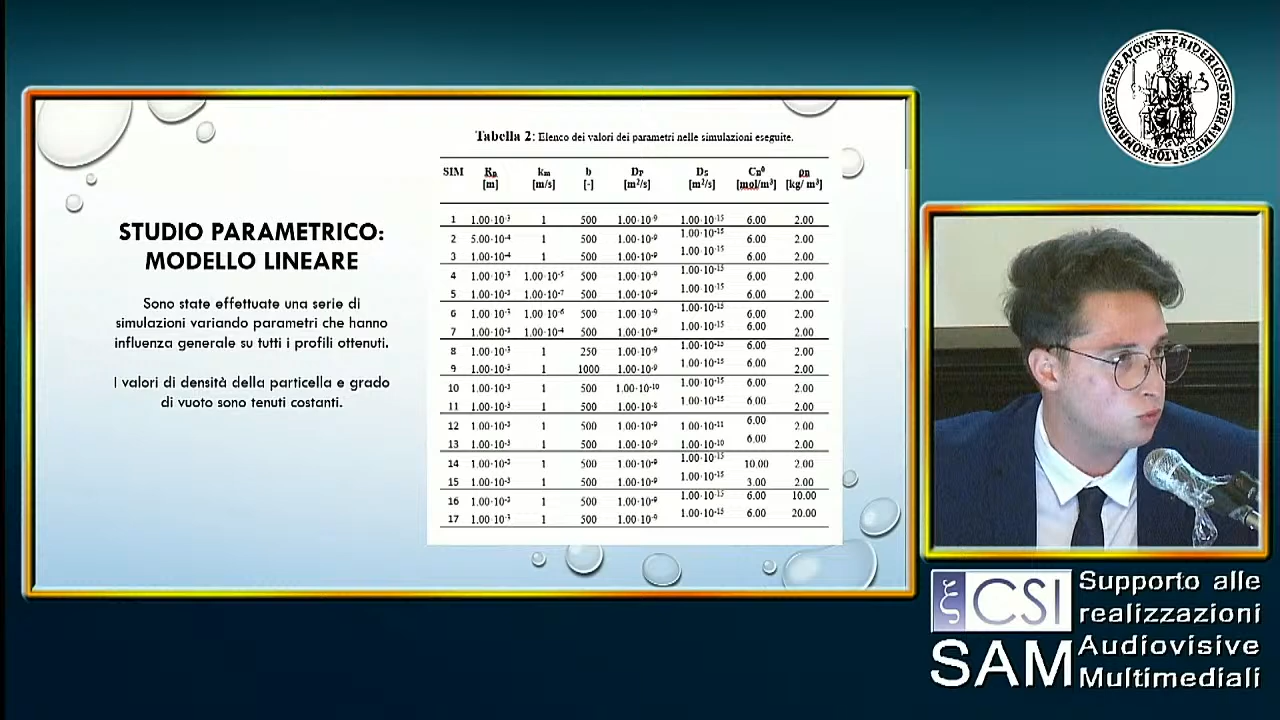 STUDIO PARAMETRICO:
MODELLO LINEARE
Sono state effettuate una serie di
simulazioni variando parametri che hanno
influenza generale su tutti i profili ottenuti.
I valori di densità della particella e grado
di vuoto sono tenuti costanti.
Tabella 2: Elenco dei valori dei parametri nelle simulazioni eseguite.
SIM Rp km b DP DS Cn⁰ ρn
[m] [m/s] [-] [m²/s] [m²/s] [mol/m³] [kg/ m³]
1 1.00·10⁻³ 1 500 1.00·10⁻⁹ 1.00·10⁻¹⁵ 6.00 2.00
2 5.00·10⁻⁴ 1 500 1.00·10⁻⁹ 1.00·10⁻¹⁵ 6.00 2.00
3 1.00·10⁻⁴ 1 500 1.00·10⁻⁹ 1.00·10⁻¹⁵ 6.00 2.00
4 1.00·10⁻³ 1.00·10⁻⁵ 500 1.00·10⁻⁹ 1.00·10⁻¹⁵ 6.00 2.00
5 1.00·10⁻³ 1.00·10⁻⁷ 500 1.00·10⁻⁹ 1.00·10⁻¹⁵ 6.00 2.00
6 1.00·10⁻³ 1.00·10⁻⁶ 500 1.00·10⁻⁹ 1.00·10⁻¹⁵ 6.00 2.00
7 1.00·10⁻³ 1.00·10⁻⁴ 500 1.00·10⁻⁹ 1.00·10⁻¹⁵ 6.00 2.00
8 1.00·10⁻³ 1 250 1.00·10⁻⁹ 1.00·10⁻¹⁵ 6.00 2.00
9 1.00·10⁻³ 1 1000 1.00·10⁻⁹ 1.00·10⁻¹⁵ 6.00 2.00
10 1.00·10⁻³ 1 500 1.00·10⁻¹⁰ 1.00·10⁻¹⁵ 6.00 2.00
11 1.00·10⁻³ 1 500 1.00·10⁻⁸ 1.00·10⁻¹⁵ 6.00 2.00
12 1.00·10⁻³ 1 500 1.00·10⁻⁹ 1.00·10⁻¹¹ 6.00 2.00
13 1.00·10⁻³ 1 500 1.00·10⁻⁹ 1.00·10⁻¹⁰ 6.00 2.00
14 1.00·10⁻³ 1 500 1.00·10⁻⁹ 1.00·10⁻¹⁵ 10.00 2.00
15 1.00·10⁻³ 1 500 1.00·10⁻⁹ 1.00·10⁻¹⁵ 3.00 2.00
16 1.00·10⁻³ 1 500 1.00·10⁻⁹ 1.00·10⁻¹⁵ 6.00 10.00
17 1.00·10⁻³ 1 500 1.00·10⁻⁹ 1.00·10⁻¹⁵ 6.00 20.00
CSI
SAM
Supporto alle
realizzazioni
Audiovisive
Multimediali